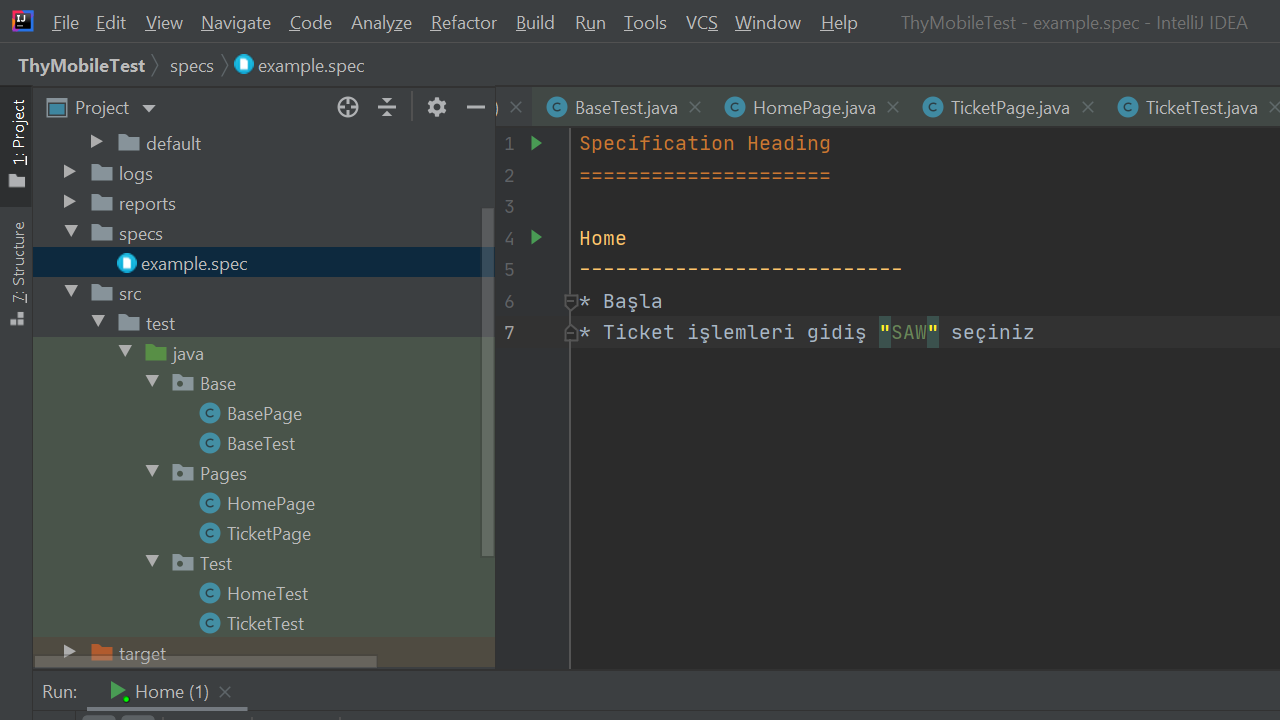 File Edit View Navigate Code Analyze Refactor Build Run Tools VCS Window Help ThyMobileTest - example.spec - IntelliJ IDEA
ThyMobileTest specs example.spec
1: Project
7: Structure
Project
default
logs
reports
specs
example.spec
src
test
java
Base
BasePage
BaseTest
Pages
HomePage
TicketPage
Test
HomeTest
TicketTest
target
BaseTest.java HomePage.java TicketPage.java TicketTest.java
1 Specification Heading
2 =====================
3
4 Home
5 ---------------------------
6 * Başla
7 * Ticket işlemleri gidiş "SAW" seçiniz
Run: Home (1)